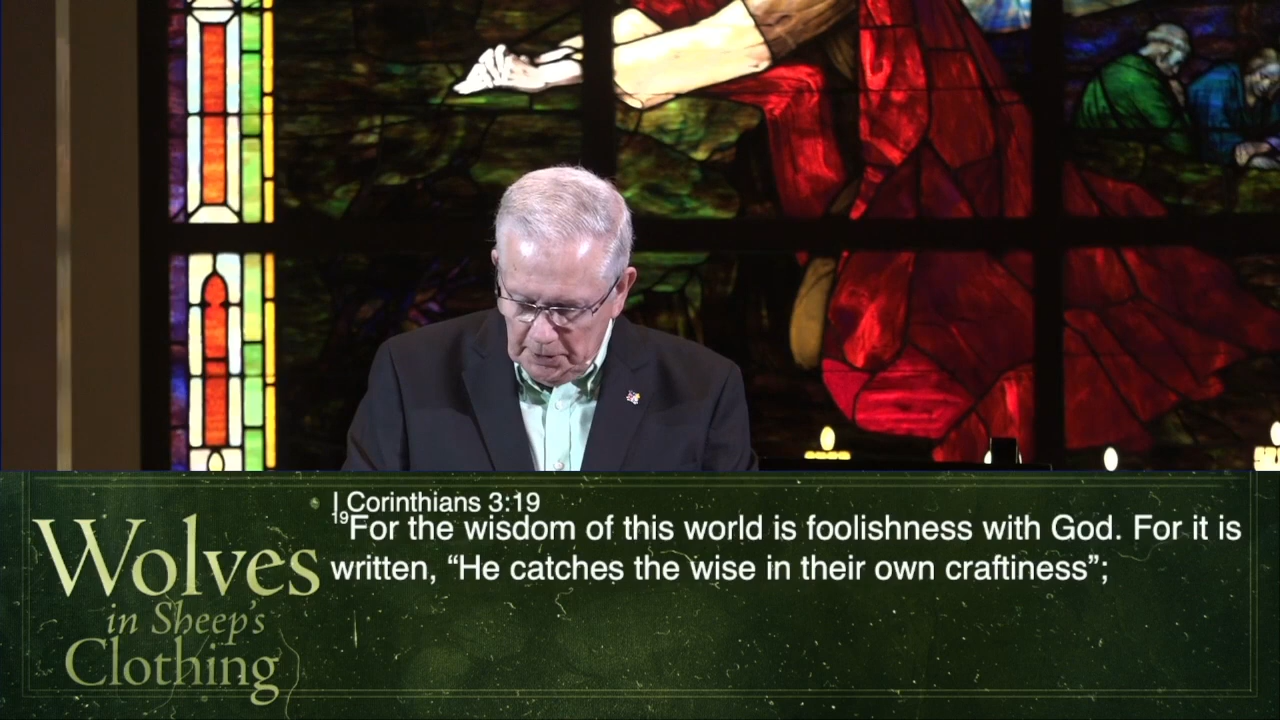 Wolves
in Sheep's
Clothing
I Corinthians 3:19
19For the wisdom of this world is foolishness with God. For it is
written, “He catches the wise in their own craftiness”;